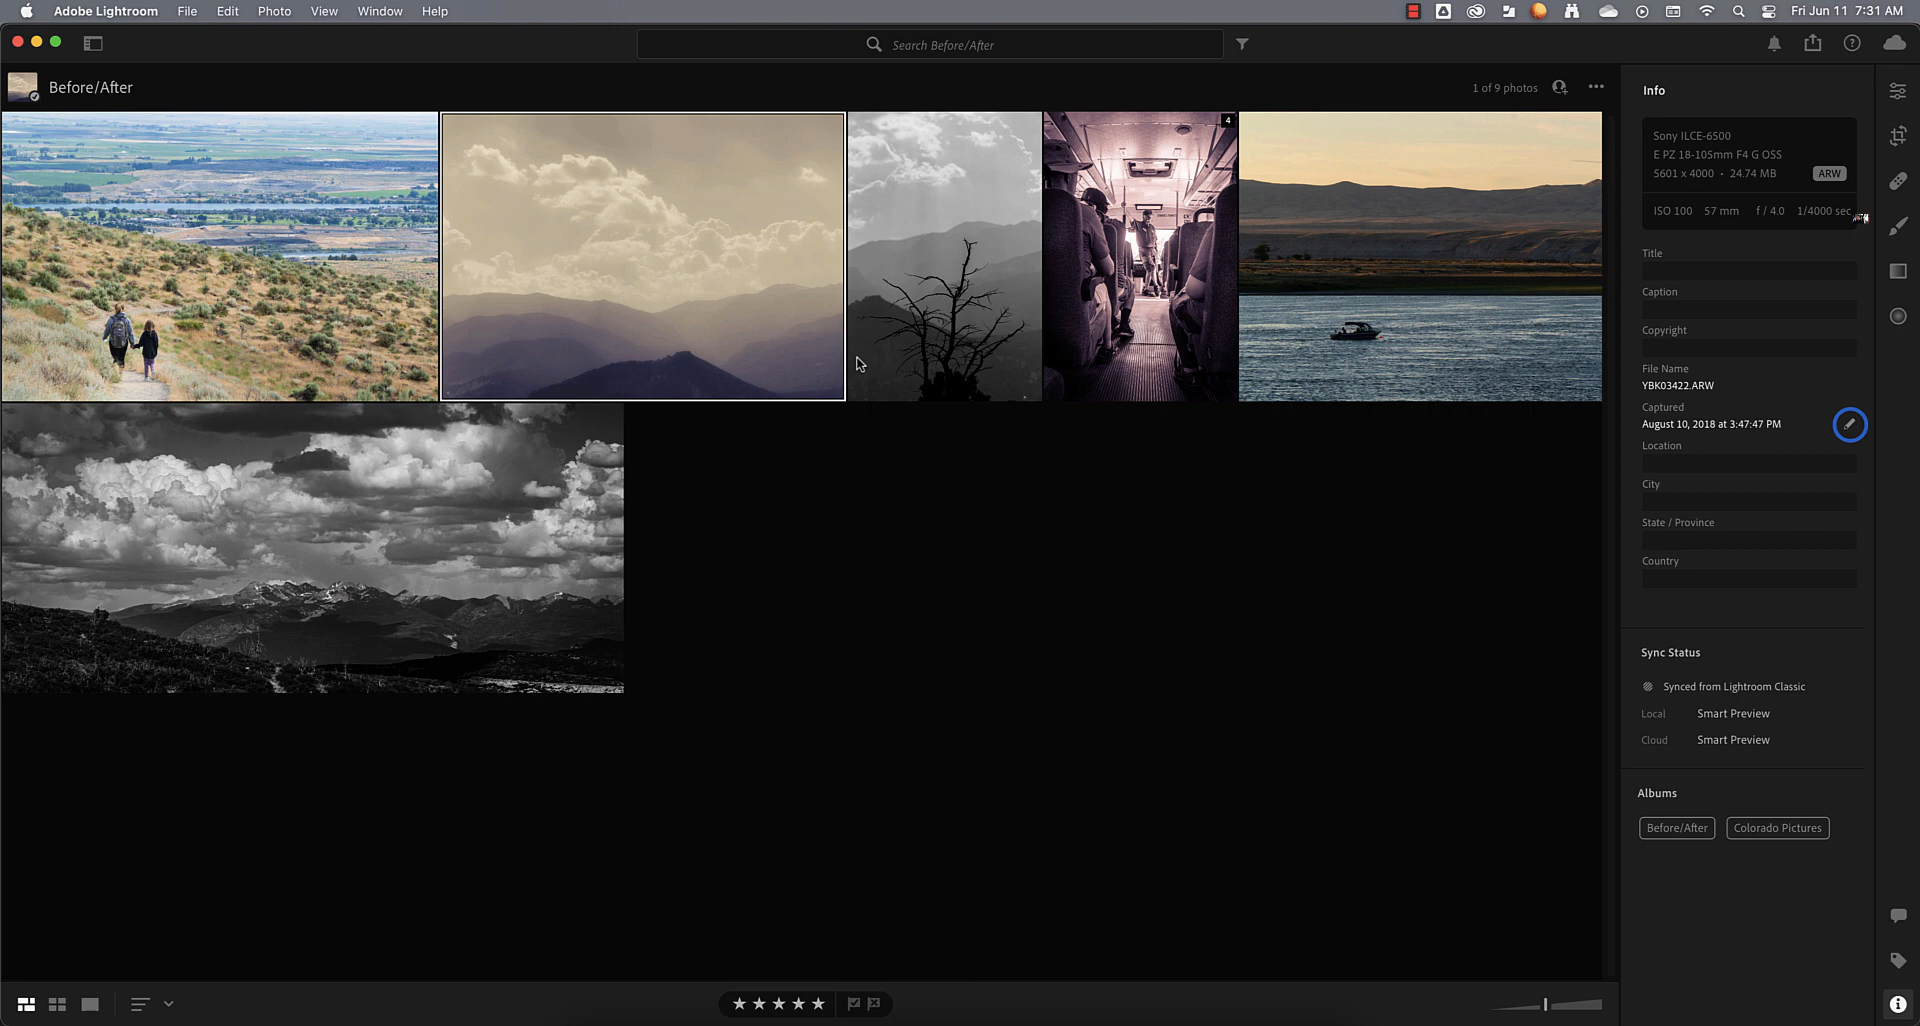 Adobe Lightroom File Edit Photo View Window Help Fri Jun 11 7:31 AM
Search Before/After
Before/After 1 of 9 photos
4
Info
Sony ILCE-6500
E PZ 18-105mm F4 G OSS
5601 x 4000 • 24.74 MB ARW
ISO 100 57 mm f / 4.0 1/4000 sec
Title
Caption
Copyright
File Name
YBK03422.ARW
Captured
August 10, 2018 at 3:47:47 PM
Location
City
State / Province
Country
Sync Status
Synced from Lightroom Classic
Local Smart Preview
Cloud Smart Preview
Albums
Before/After Colorado Pictures